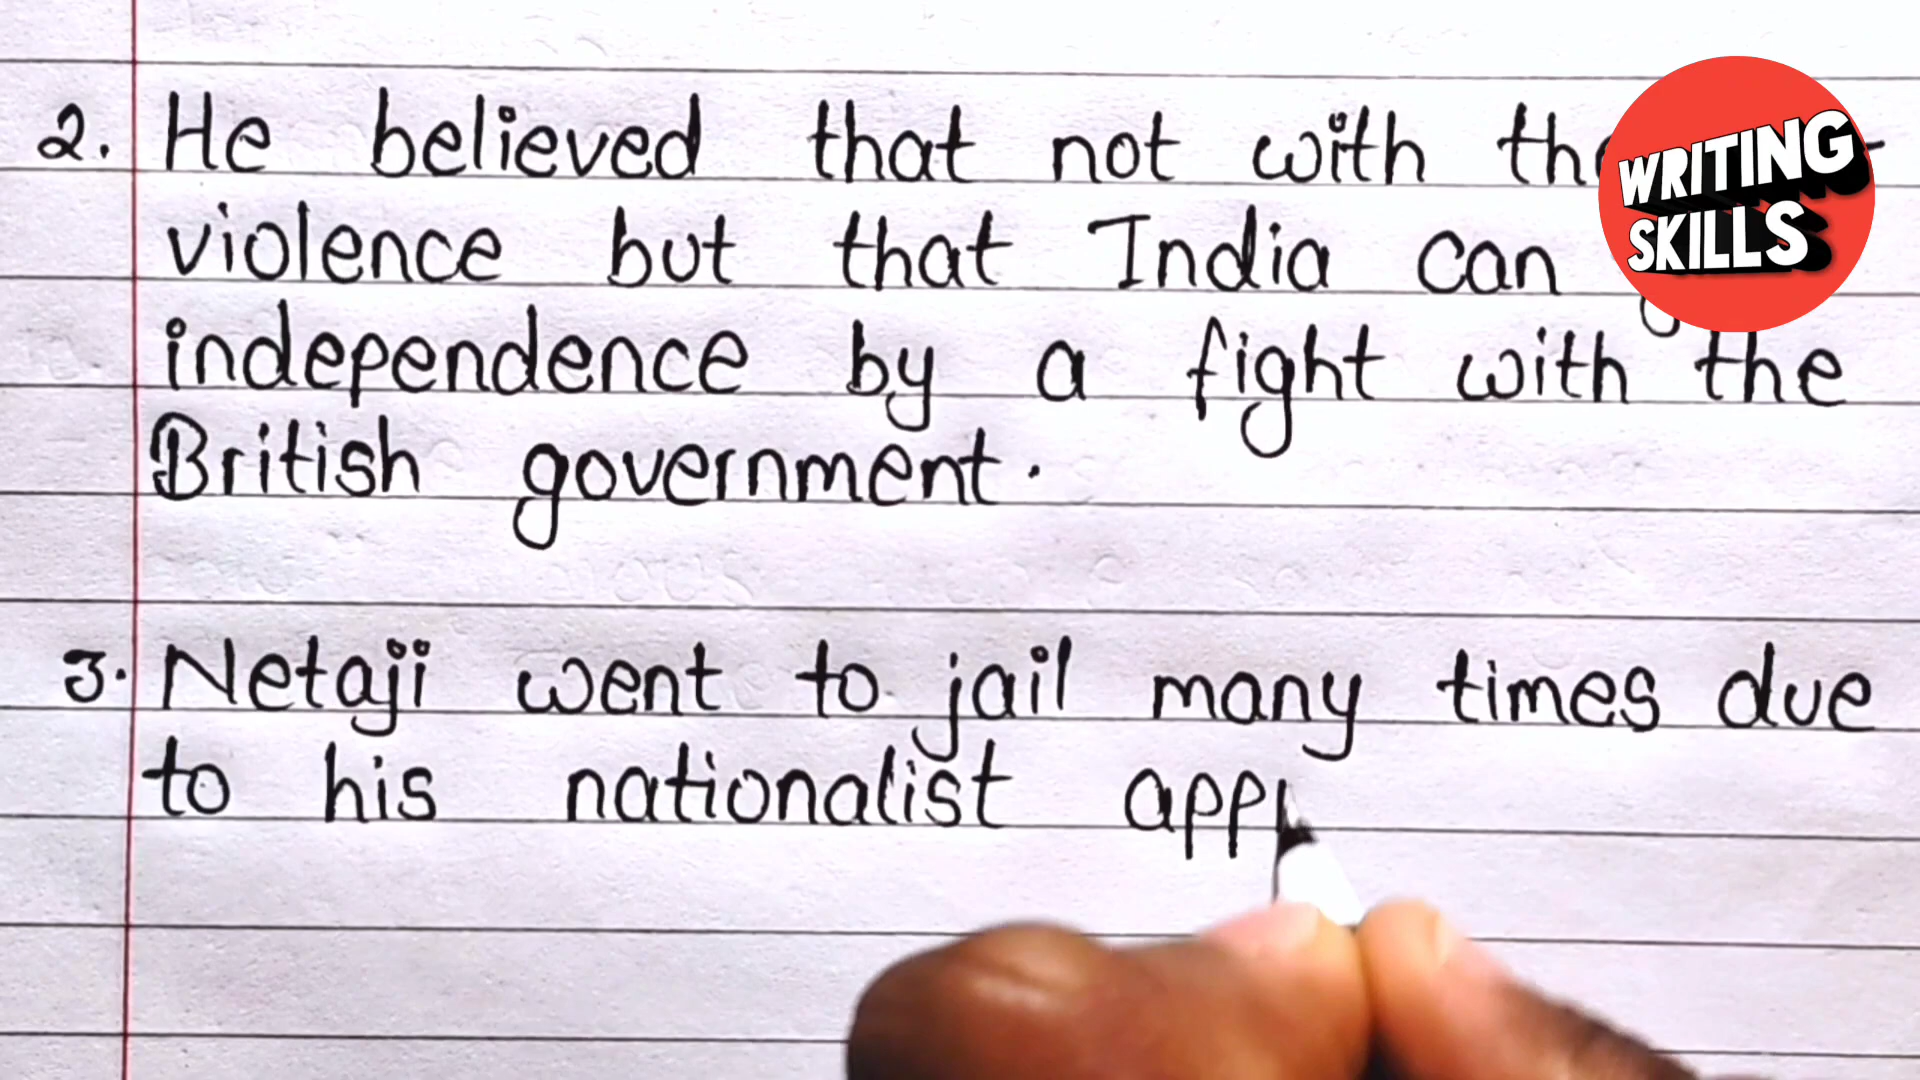 2. He believed that not with the
violence but that India can
independence by a fight with the
British government.
3. Netaji went to jail many times due
to his nationalist app
WRITING
SKILLS